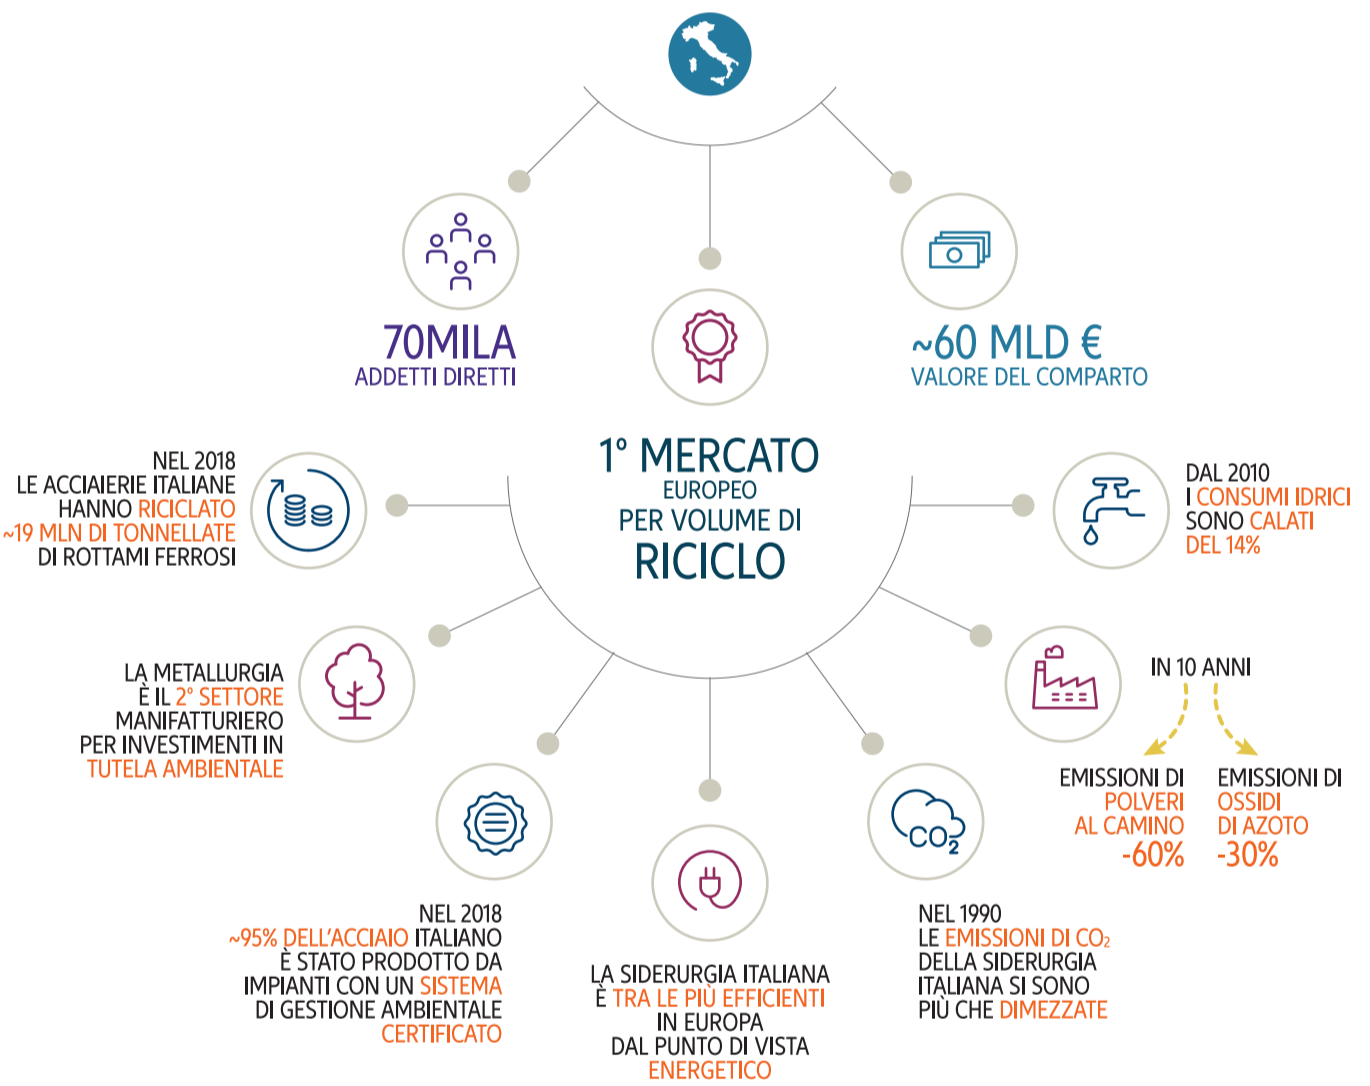 70MILA
ADDETTI DIRETTI
~60 MLD €
VALORE DEL COMPARTO
1° MERCATO
EUROPEO
PER VOLUME DI
RICICLO
NEL 2018
LE ACCIAIERIE ITALIANE
HANNO RICICLATO
~19 MLN DI TONNELLATE
DI ROTTAMI FERROSI
DAL 2010
I CONSUMI IDRICI
SONO CALATI
DEL 14%
LA METALLURGIA
È IL 2° SETTORE
MANIFATTURIERO
PER INVESTIMENTI IN
TUTELA AMBIENTALE
IN 10 ANNI
EMISSIONI DI
POLVERI
AL CAMINO
-60%
EMISSIONI DI
OSSIDI
DI AZOTO
-30%
NEL 2018
~95% DELL'ACCIAIO ITALIANO
È STATO PRODOTTO DA
IMPIANTI CON UN SISTEMA
DI GESTIONE AMBIENTALE
CERTIFICATO
LA SIDERURGIA ITALIANA
È TRA LE PIÙ EFFICIENTI
IN EUROPA
DAL PUNTO DI VISTA
ENERGETICO
CO₂
NEL 1990
LE EMISSIONI DI CO₂
DELLA SIDERURGIA
ITALIANA SI SONO
PIÙ CHE DIMEZZATE